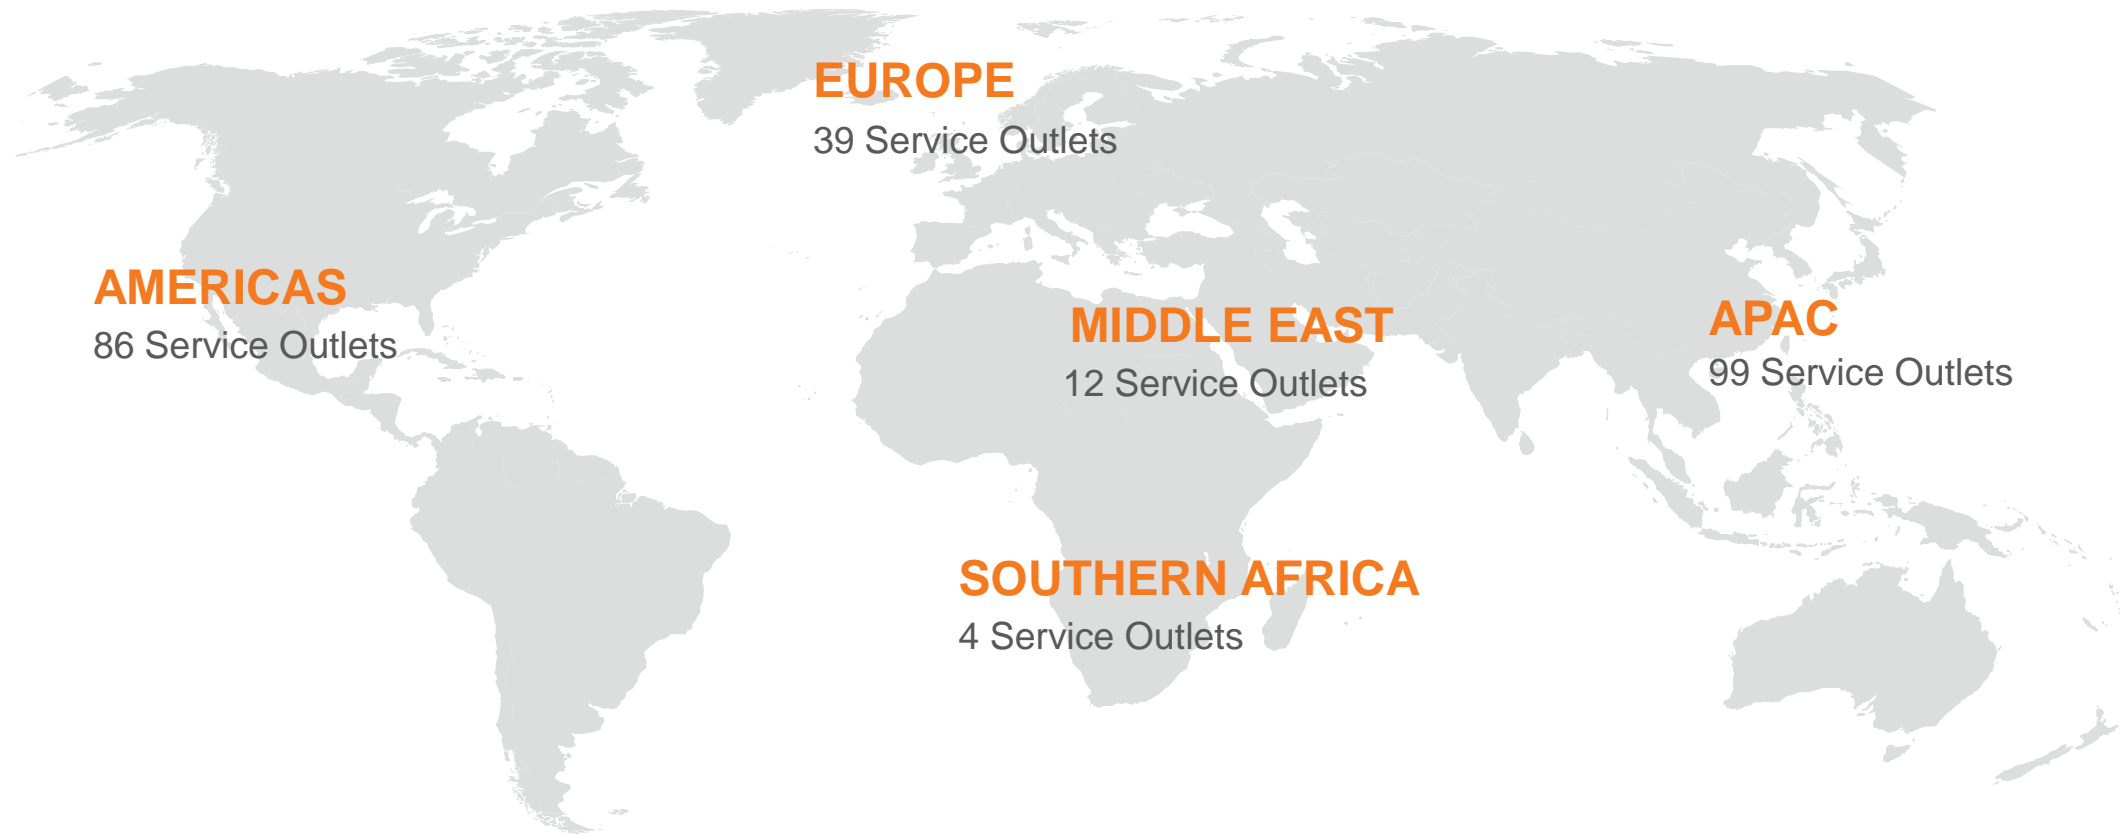 EUROPE
39 Service Outlets
AMERICAS
86 Service Outlets
MIDDLE EAST
12 Service Outlets
APAC
99 Service Outlets
SOUTHERN AFRICA
4 Service Outlets